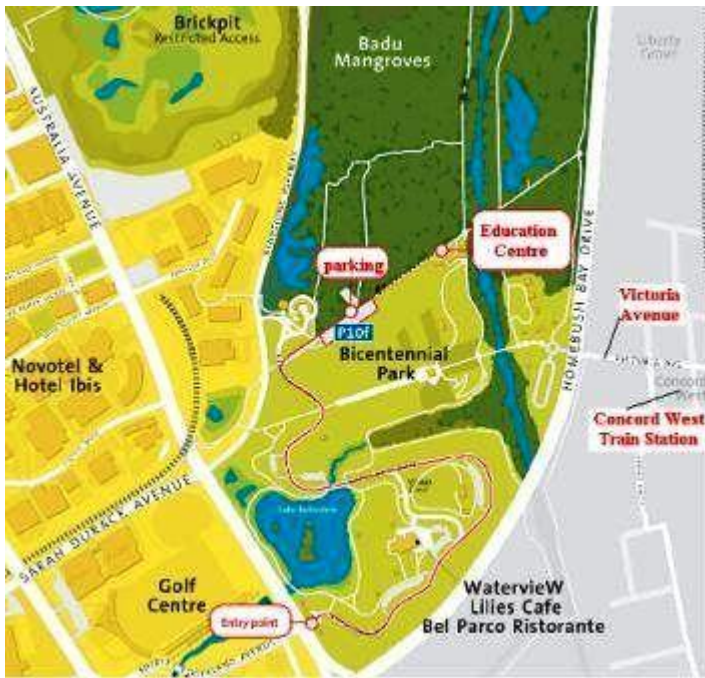 Brickpit
Restricted Access
Badu
Mangroves
Liberty
Grove
AUSTRALIA AVENUE
Education
Centre
parking
HOMEBUSH BAY DRIVE
Victoria
Avenue
P10f
Bicentennial
Park
Novotel &
Hotel Ibis
Concord
West
Concord West
Train Station
SARAH DURACK AVENUE
Golf
Centre
WatervieW
Lilies Cafe
Bel Parco Ristorante
Entry point